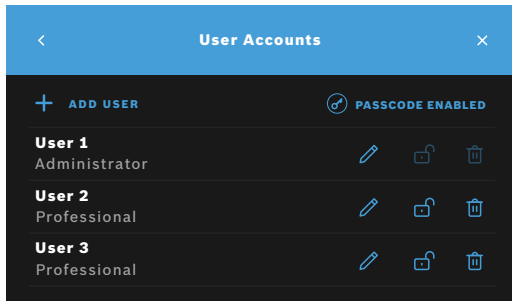 User Accounts
ADD USER
PASSCODE ENABLED
User 1
Administrator
User 2
Professional
User 3
Professional